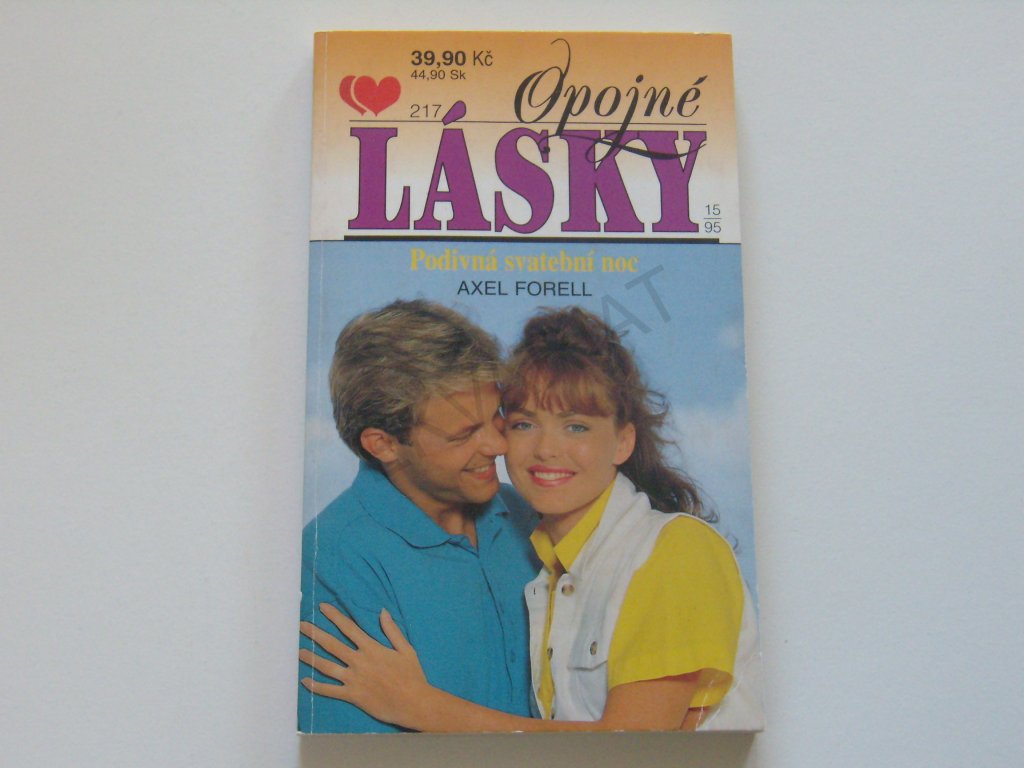 39,90 Kč
44,90 Sk
217
Opojné
LÁSKY
15
95
Podivná svatební noc
AXEL FORELL